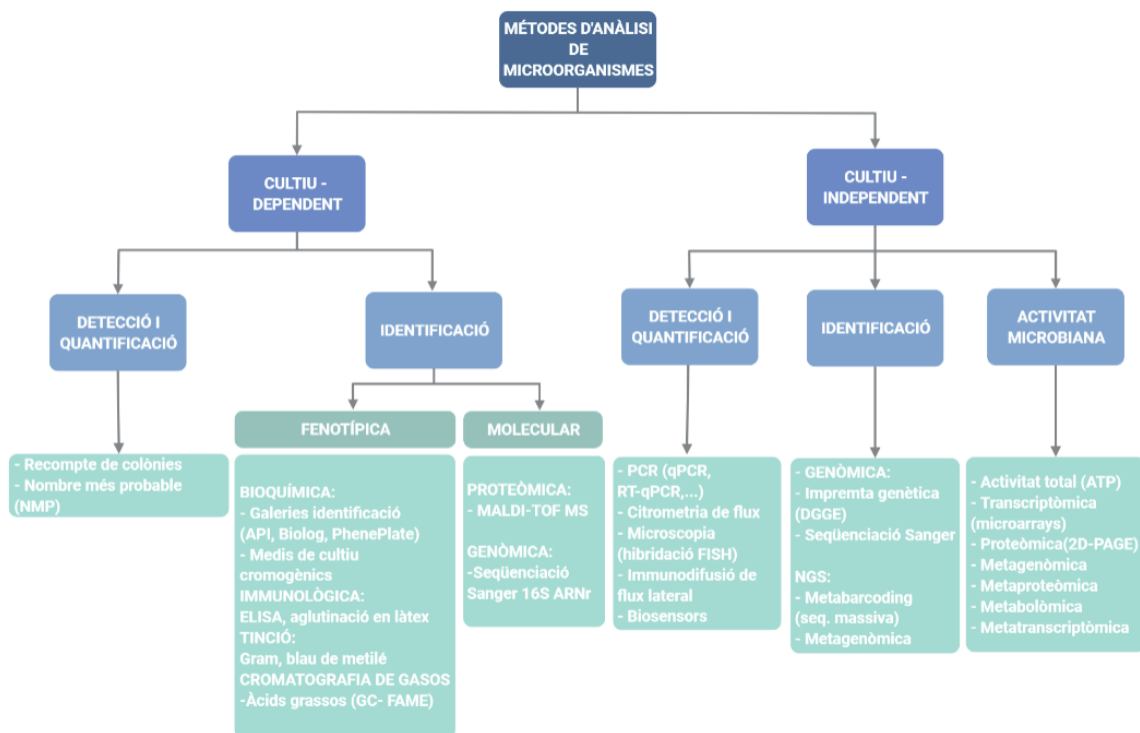 MÉTODES D'ANÀLISI
DE
MICROORGANISMES
CULTIU -
DEPENDENT
CULTIU -
INDEPENDENT
DETECCIÓ I
QUANTIFICACIÓ
IDENTIFICACIÓ
DETECCIÓ I
QUANTIFICACIÓ
IDENTIFICACIÓ
ACTIVITAT
MICROBIANA
FENOTÍPICA
MOLECULAR
- Recompte de colònies
- Nombre més probable
(NMP)
BIOQUÍMICA:
- Galeries identificació
(API, Biolog, PhenePlate)
- Medis de cultiu
cromogènics
IMMUNOLÒGICA:
ELISA, aglutinació en làtex
TINCIÓ:
Gram, blau de metilé
CROMATOGRAFIA DE GASOS
-Àcids grassos (GC- FAME)
PROTEÒMICA:
- MALDI-TOF MS
GENÒMICA:
-Seqüenciació
Sanger 16S ARNr
- PCR (qPCR,
RT-qPCR,...)
- Citrometria de flux
- Microscopia
(hibridació FISH)
- Immunodifusió de
flux lateral
- Biosensors
- GENÒMICA:
- Impremta genètica
(DGGE)
- Seqüenciació Sanger
NGS:
- Metabarcoding
(seq. massiva)
- Metagenòmica
- Activitat total (ATP)
- Transcriptòmica
(microarrays)
- Proteòmica(2D-PAGE)
- Metagenòmica
- Metaproteòmica
- Metabolòmica
- Metatranscriptòmica